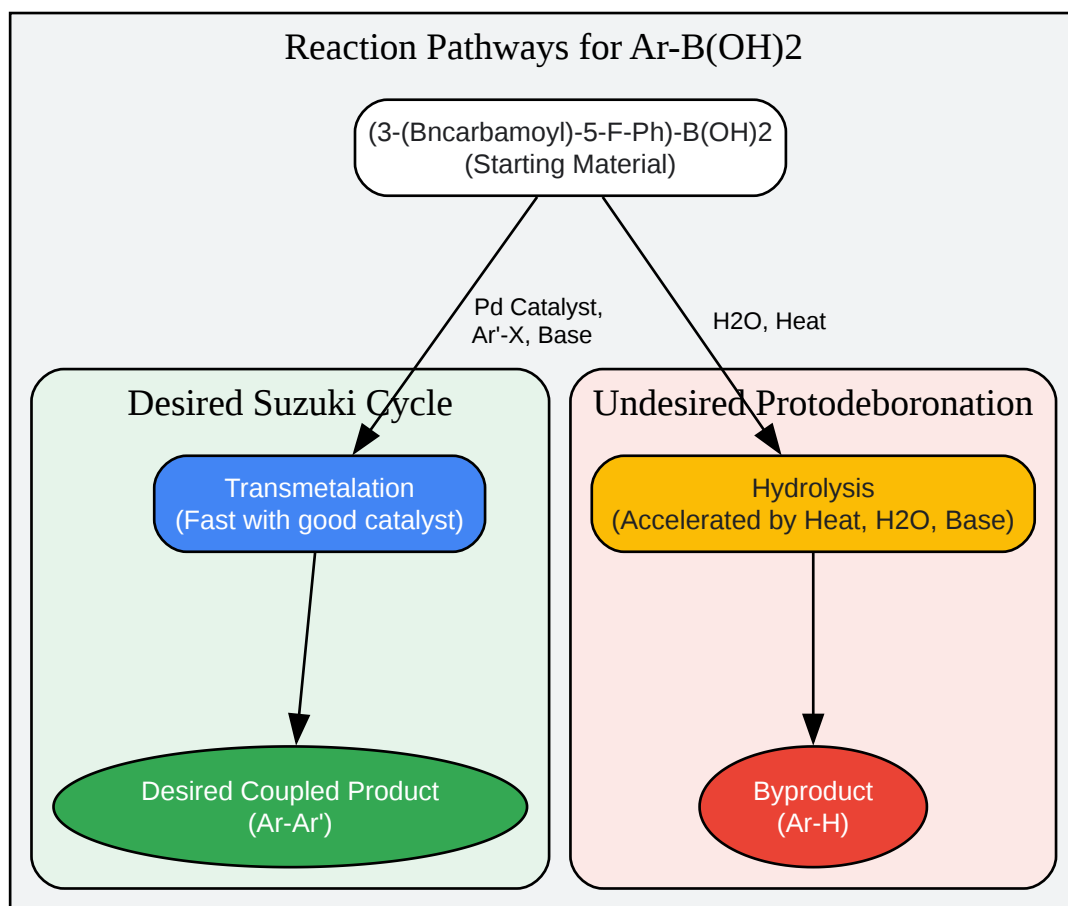 Reaction Pathways for Ar-B(OH)2
(3-(Bncarbamoyl)-5-F-Ph)-B(OH)2
(Starting Material)
Pd Catalyst,
Ar'-X, Base
H2O, Heat
Desired Suzuki Cycle
Transmetalation
(Fast with good catalyst)
Desired Coupled Product
(Ar-Ar')
Undesired Protodeboronation
Hydrolysis
(Accelerated by Heat, H2O, Base)
Byproduct
(Ar-H)